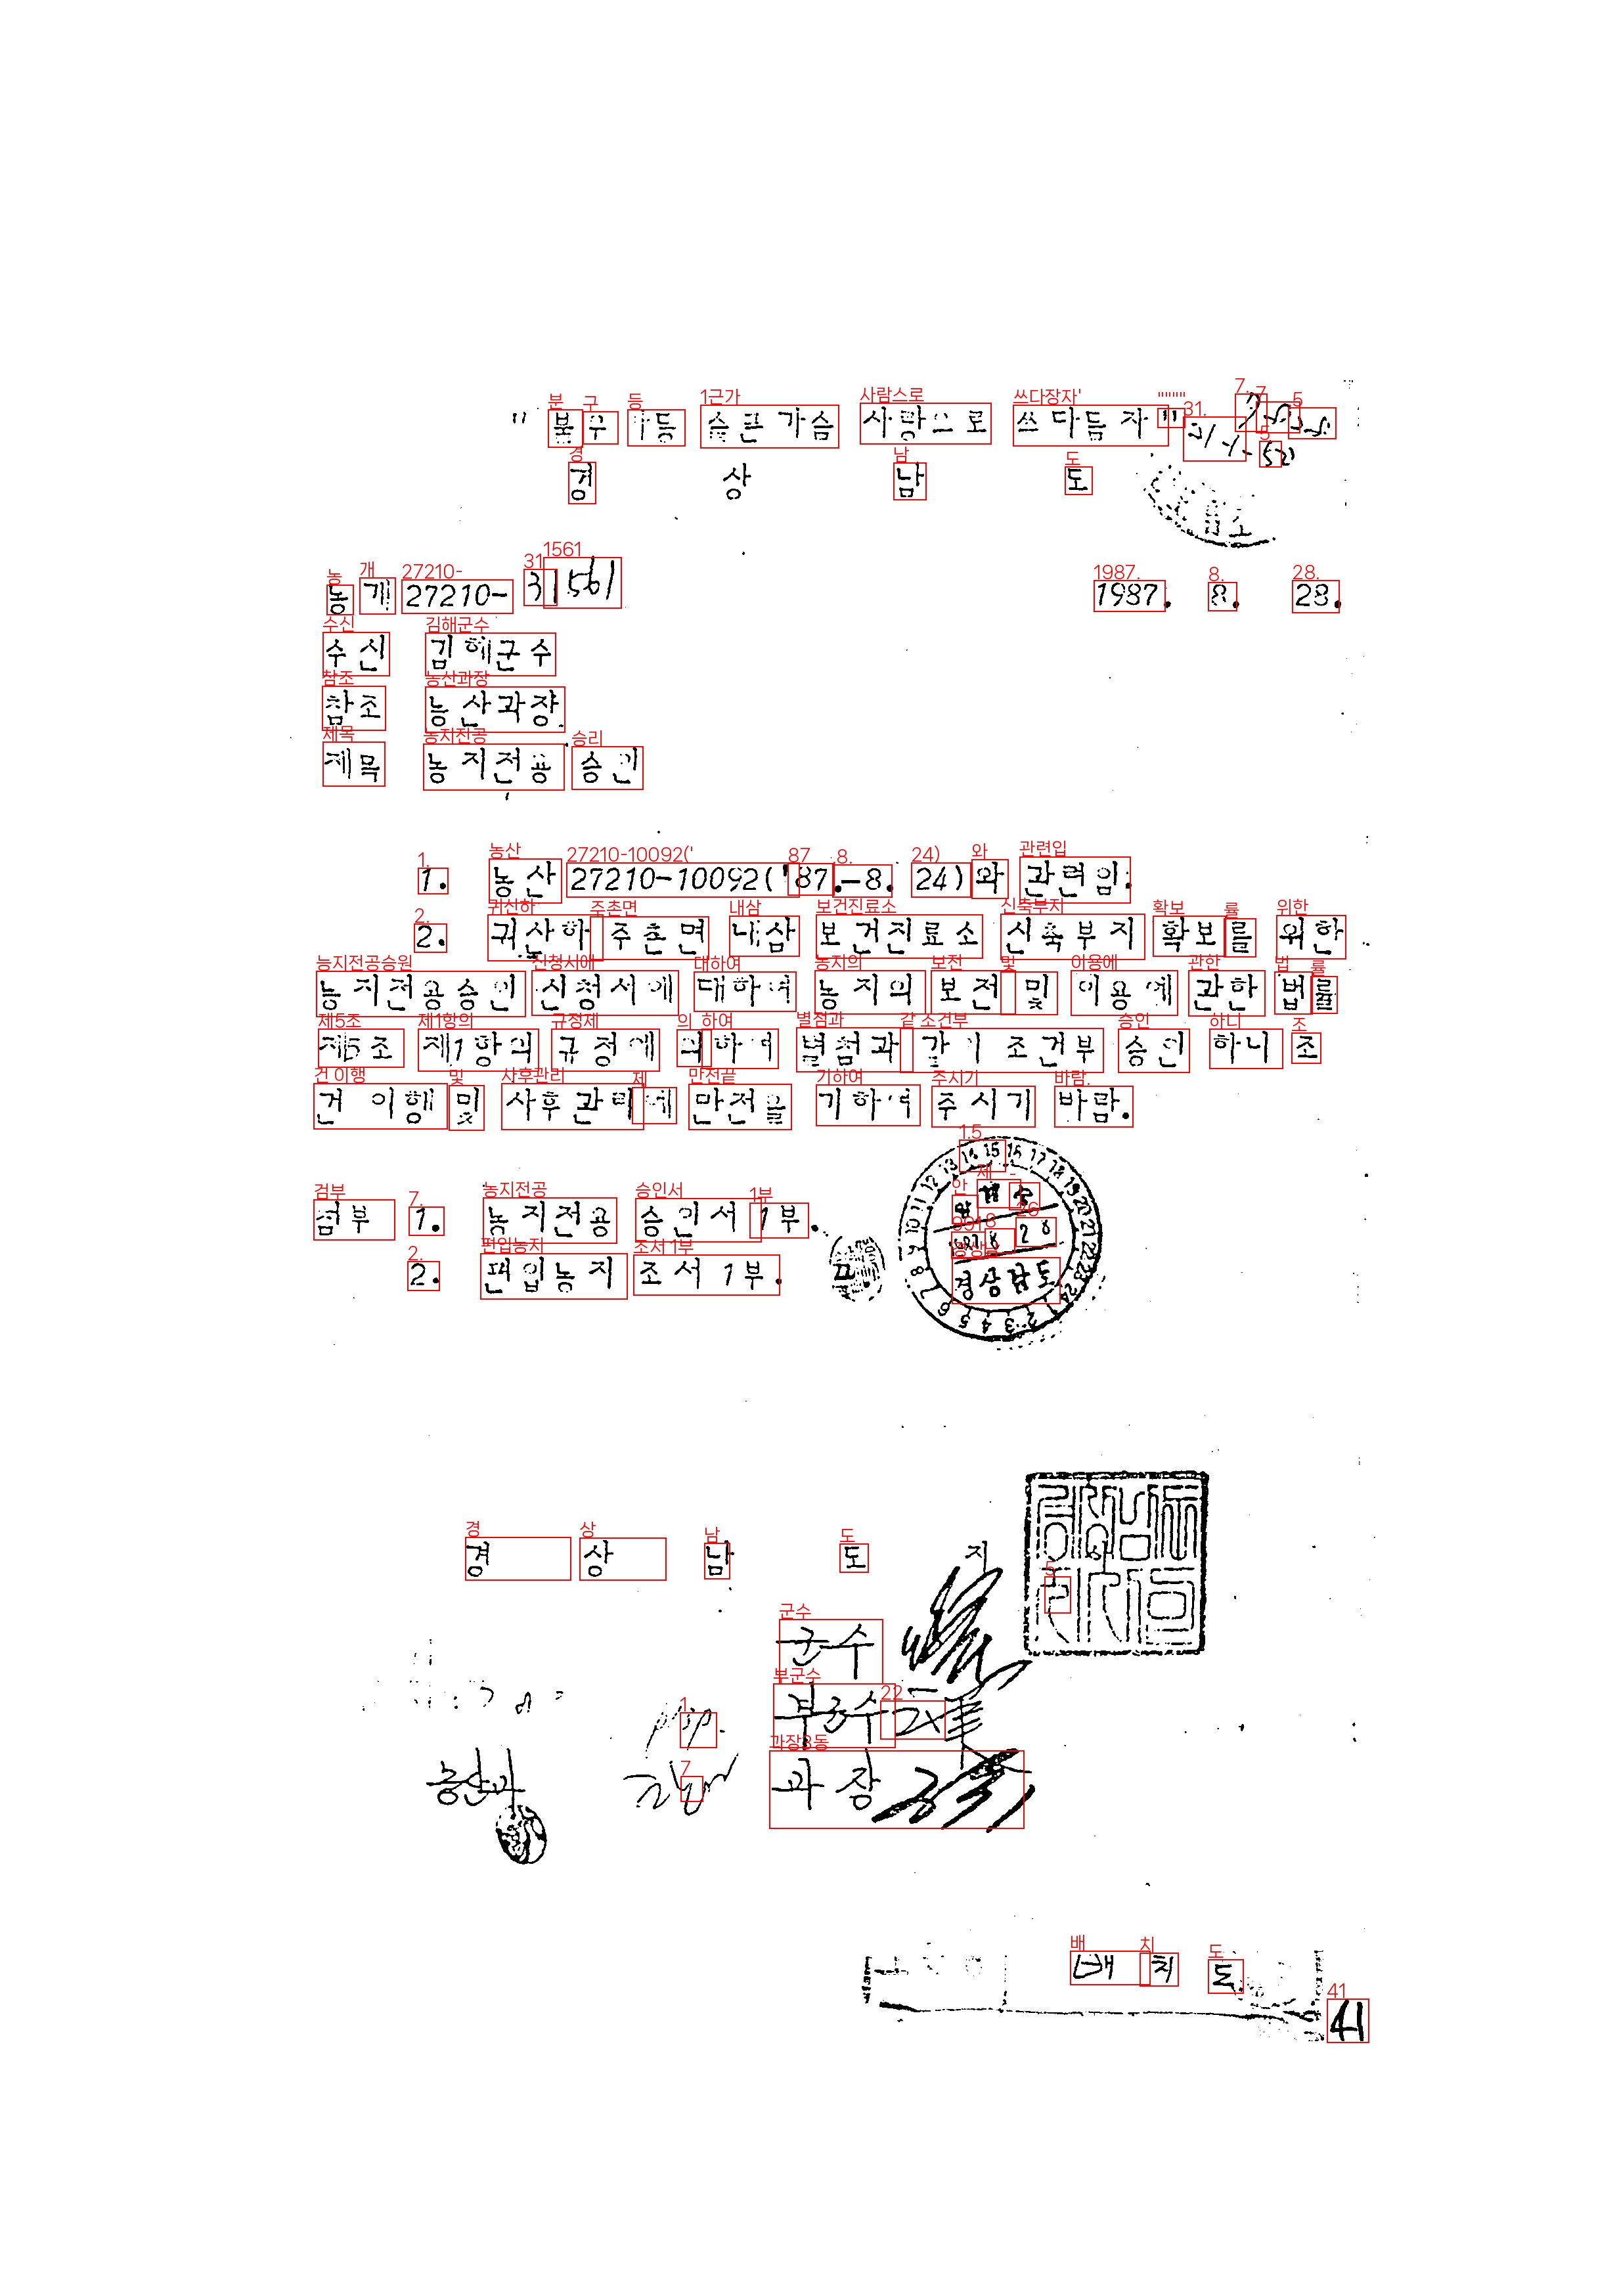 " 불우 이등 슬픈 가슴 사랑으로 쓰다듬자 "
경 상 남 도
농개 27210-31561 1987. 8. 28.
수신 김해군수
참조 농산과장
제목 농지전용 승인
1. 농산 27210-10092('87.-8. 24)와 관련임.
2. 귀산하 주촌면 내삼 보건진료소 신축부지 확보를 위한
농지전용승인 신청서에 대하여 농지의 보전 및 이용에 관한 법률
제5조 제1항의 규정에 의하여 별첨과 같이 조건부 승인 하니 조
건 이행 및 사후관리에 만전을 기하여 주시기 바람.
첨부 1. 농지전용 승인서 1부.
2. 편입농지 조서 1부. 끝.
경상남도
경 상 남 도 지 사
군수
부군수
농산과 과장
배 치 도
41